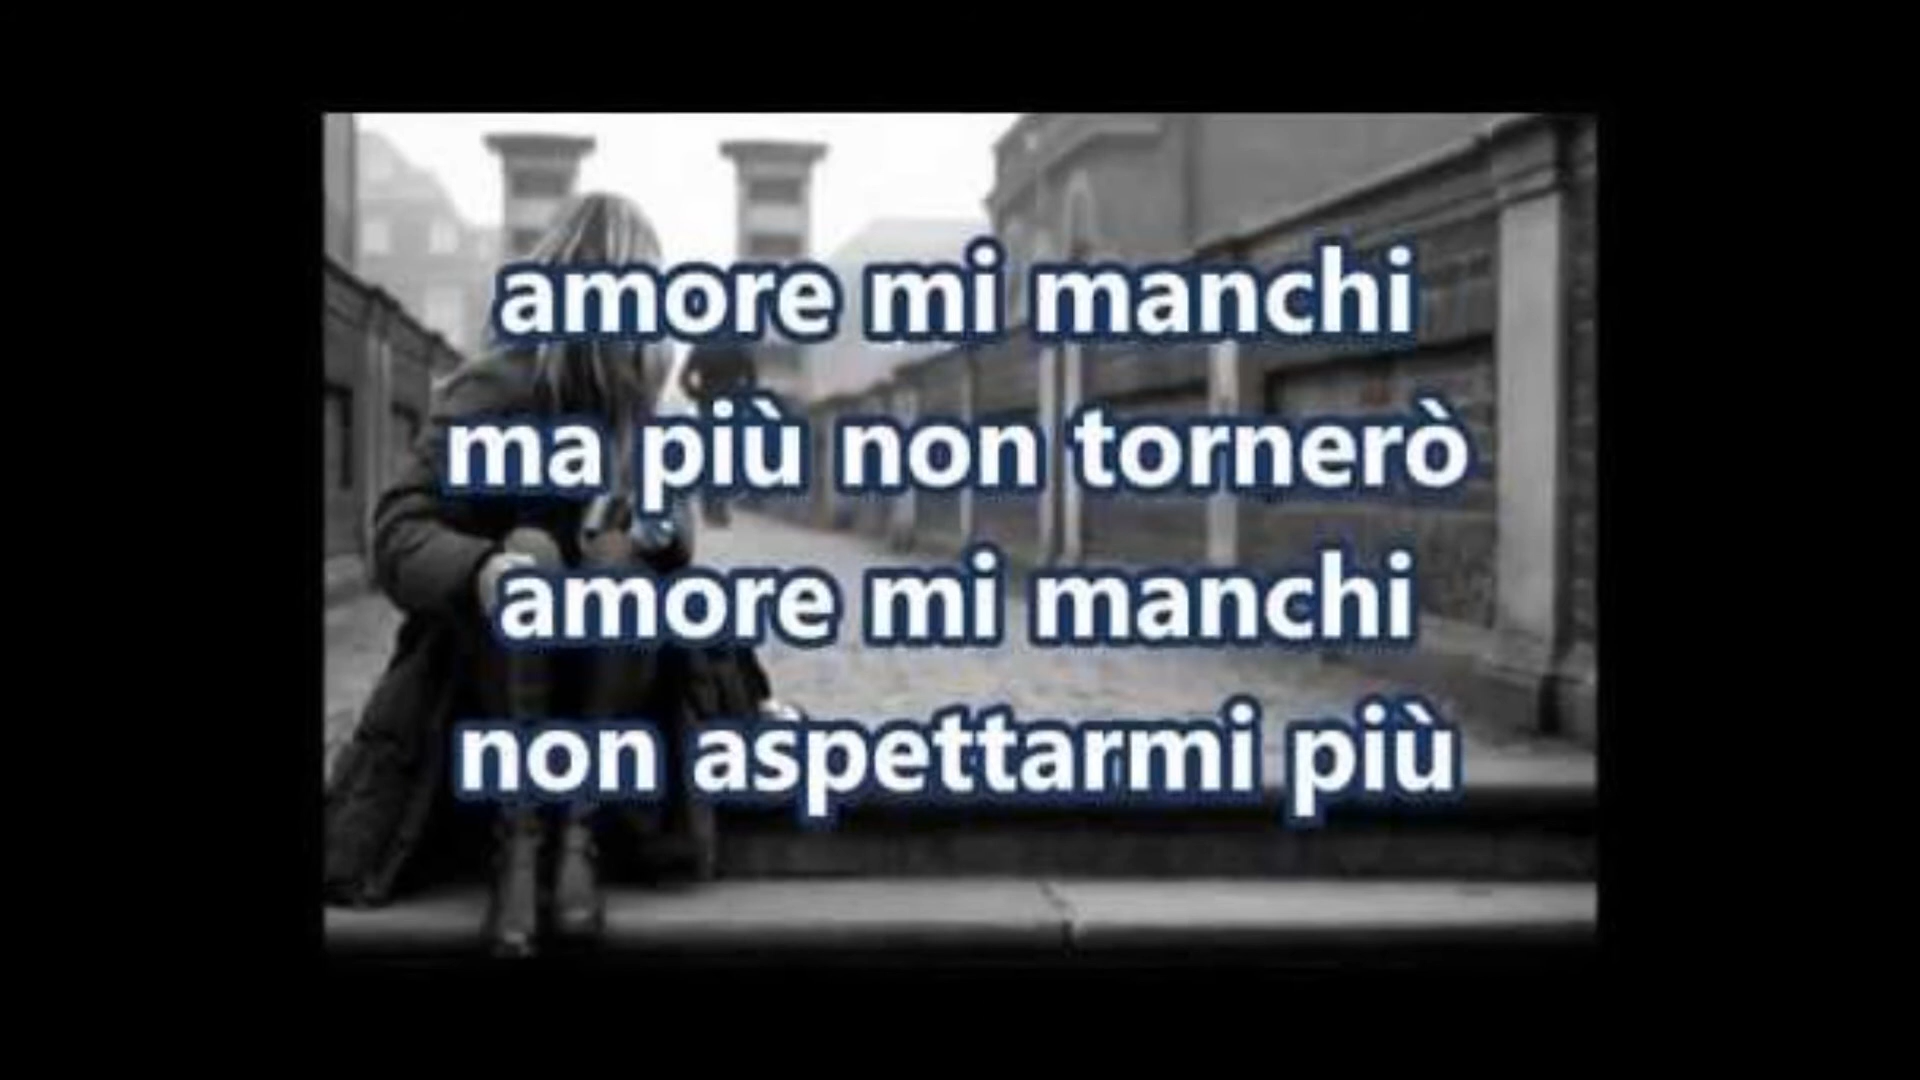 amore mi manchi
ma più non tornerò
amore mi manchi
non aspettarmi più